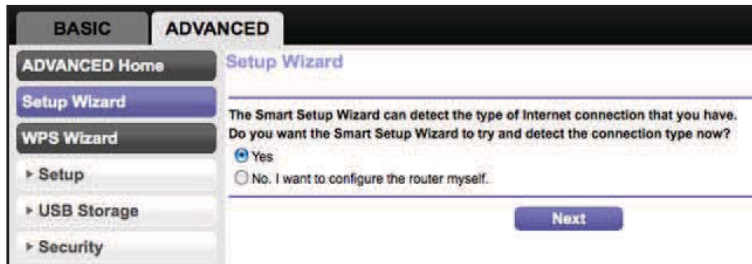 BASIC
ADVANCED
ADVANCED Home
Setup Wizard
WPS Wizard
▸ Setup
▸ USB Storage
▸ Security
Setup Wizard
The Smart Setup Wizard can detect the type of Internet connection that you have.
Do you want the Smart Setup Wizard to try and detect the connection type now?
Yes
No. I want to configure the router myself.
Next